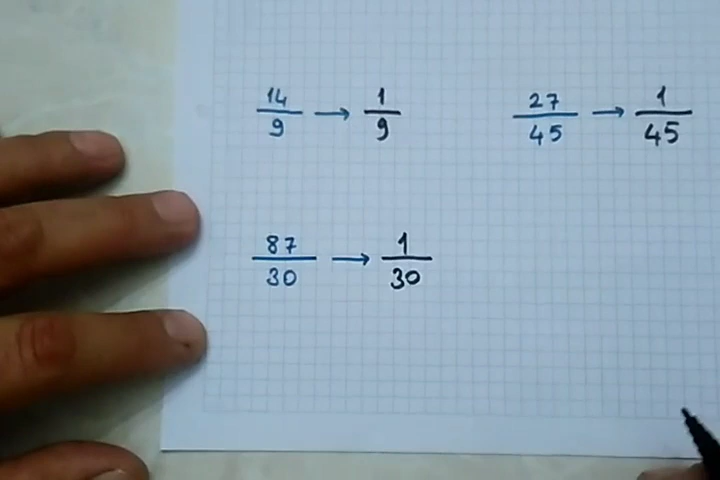 14/9 → 1/9
27/45 → 1/45
87/30 → 1/30